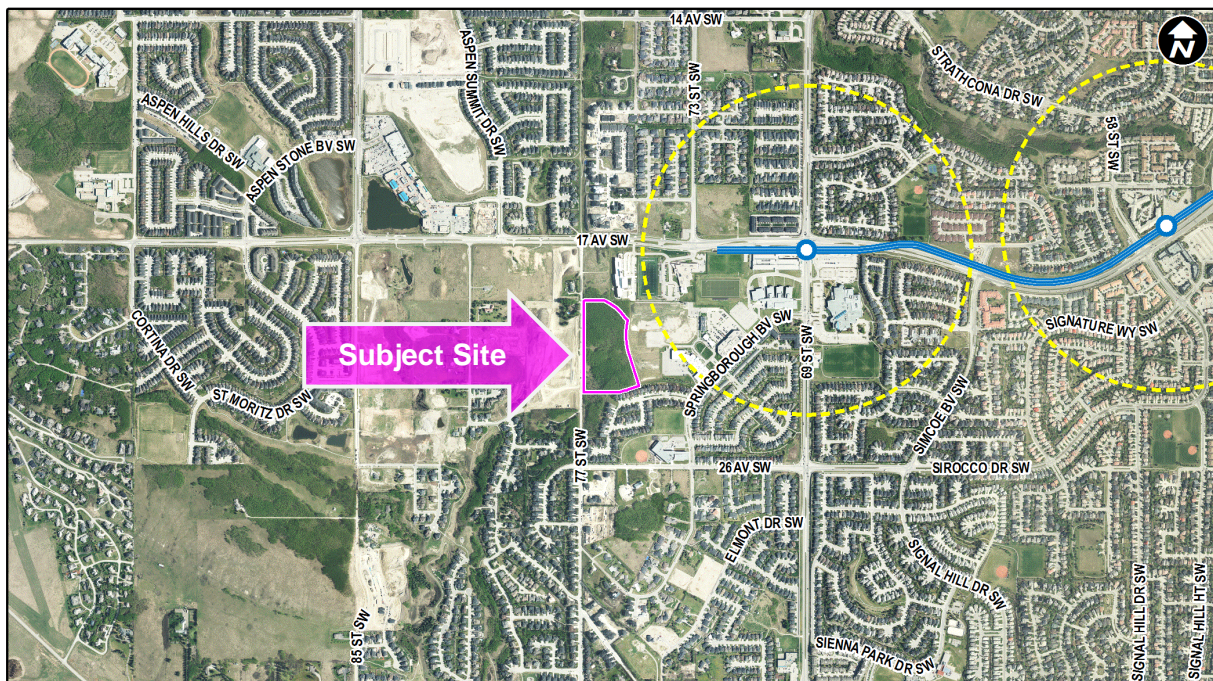 14 AV SW
N
STRATHCONA DR SW
ASPEN SUMMIT DR SW
73 ST SW
ASPEN HILLS DR SW
ASPEN STONE BV SW
55 ST SW
17 AV SW
CORTINA DR SW
Subject Site
SPRINGBOROUGH BV SW
69 ST SW
SIGNATURE WY SW
ST MORITZ DR SW
SIMCOE BV SW
77 ST SW
26 AV SW
SIROCCO DR SW
ELMONT DR SW
SIGNAL HILL DR SW
85 ST SW
SIENNA PARK DR SW
SIGNAL HILL DR SW
SIGNAL HILL HT SW